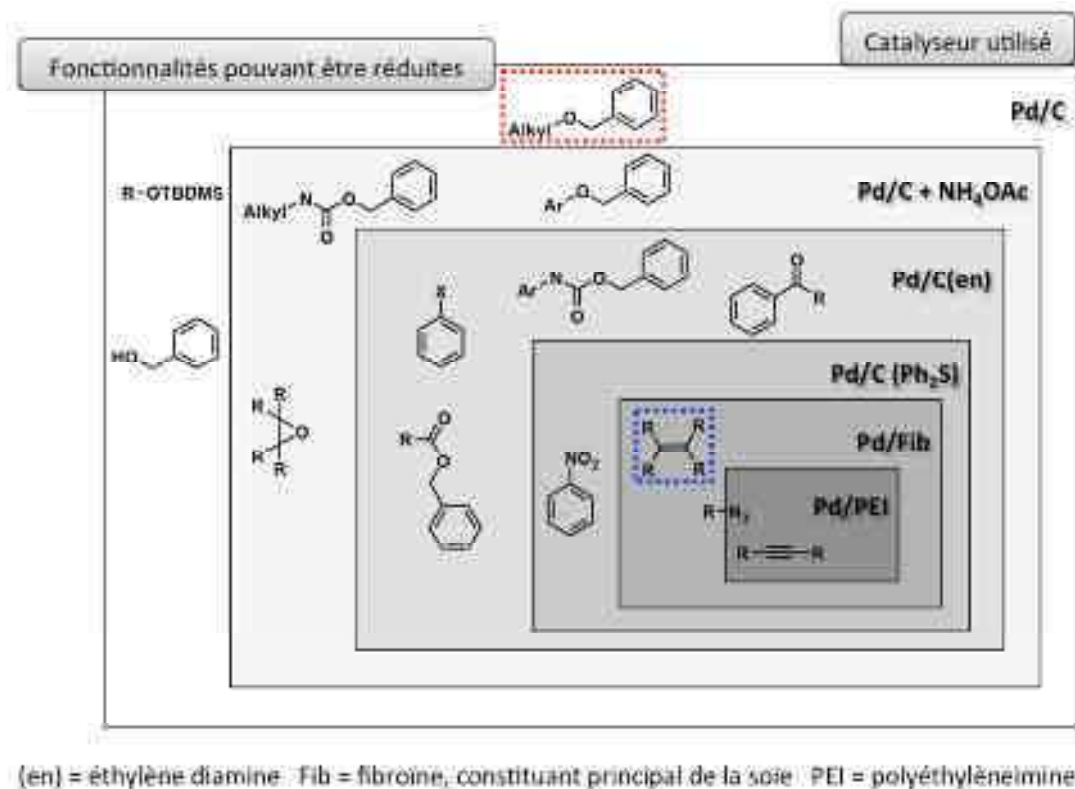 Catalyseur utilisé
Fonctionnalités pouvant être réduites
Pd/C
Alkyl O
R-OTBDMS
Alkyl N O O
Ar O
Pd/C + NH4OAc
Ar N O O
O R
Pd/C(en)
X
HO
Pd/C (Ph2S)
R R O R R
R O O
NO2
R R R R
Pd/Fib
R-N3
Pd/PEI
R R
(en) = éthylène diamine Fib = fibroïne, constituant principal de la soie PEI = polyéthylèneimine